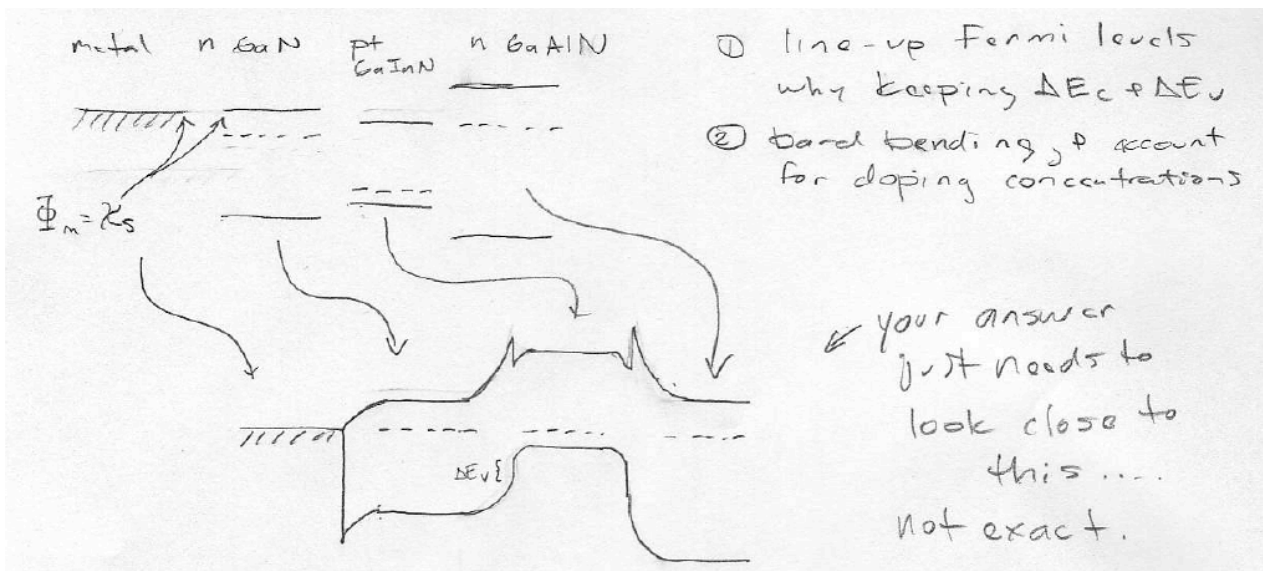 metal n GaN p+ GaInN n GaAlN
① line-up Fermi levels
why keeping ΔEc & ΔEv
② band bending, & account
for doping concentrations
Φm = χs
ΔEv{
↙ your answer
just needs to
look close to
this ....
not exact.